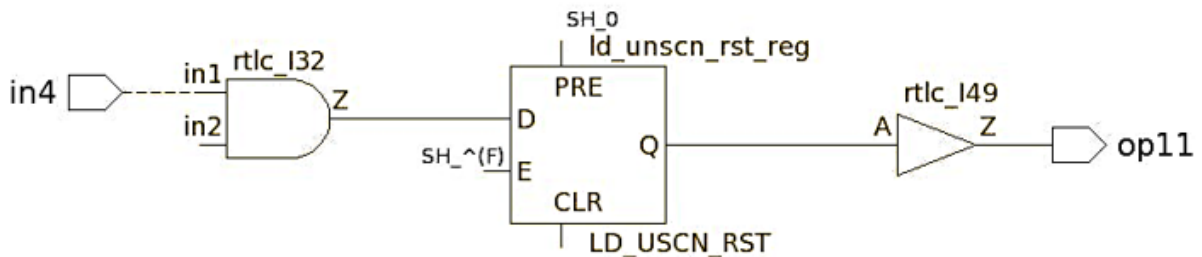 SH_0
ld_unscn_rst_reg
rtlc_I32
in4
in1
in2
Z
PRE
D
SH_^(F)
E
Q
CLR
LD_USCN_RST
rtlc_I49
A
Z
op11